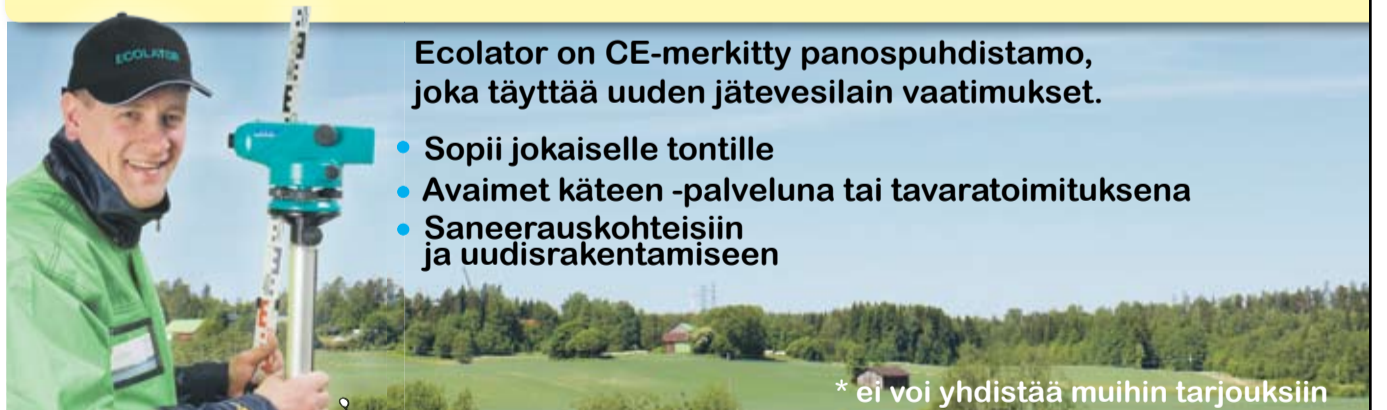 ECOLATOR
Ecolator on CE-merkitty panospuhdistamo,
joka täyttää uuden jätevesilain vaatimukset.
Sopii jokaiselle tontille
Avaimet käteen -palveluna tai tavaratoimituksena
Saneerauskohteisiin
ja uudisrakentamiseen
* ei voi yhdistää muihin tarjouksiin